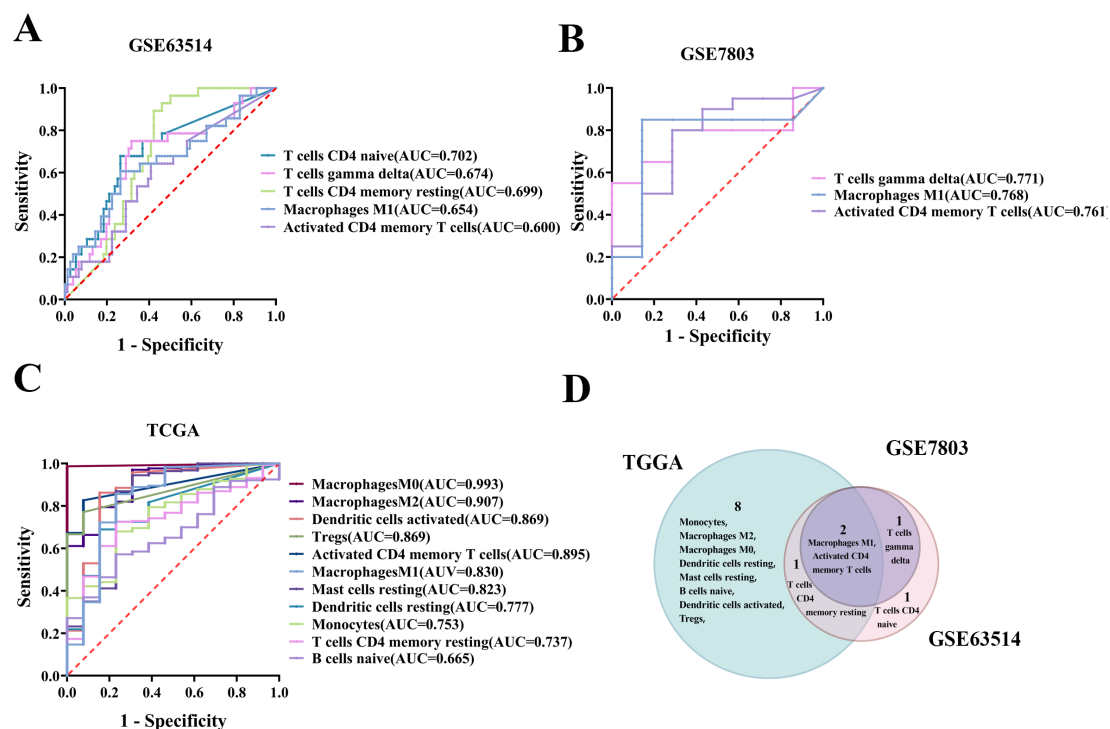 A
GSE63514
Sensitivity
1.0
0.8
0.6
0.4
0.2
0.0
0.0 0.2 0.4 0.6 0.8 1.0
1 - Specificity
T cells CD4 naive(AUC=0.702)
T cells gamma delta(AUC=0.674)
T cells CD4 memory resting(AUC=0.699)
Macrophages M1(AUC=0.654)
Activated CD4 memory T cells(AUC=0.600)
B
GSE7803
Sensitivity
1.0
0.8
0.6
0.4
0.2
0.0
0.0 0.2 0.4 0.6 0.8 1.0
1 - Specificity
T cells gamma delta(AUC=0.771)
Macrophages M1(AUC=0.768)
Activated CD4 memory T cells(AUC=0.761)
C
TCGA
Sensitivity
1.0
0.8
0.6
0.4
0.2
0.0
0.0 0.2 0.4 0.6 0.8 1.0
1 - Specificity
MacrophagesM0(AUC=0.993)
MacrophagesM2(AUC=0.907)
Dendritic cells activated(AUC=0.869)
Tregs(AUC=0.869)
Activated CD4 memory T cells(AUC=0.895)
MacrophagesM1(AUV=0.830)
Mast cells resting(AUC=0.823)
Dendritic cells resting(AUC=0.777)
Monocytes(AUC=0.753)
T cells CD4 memory resting(AUC=0.737)
B cells naive(AUC=0.665)
D
TGGA
GSE7803
GSE63514
8
Monocytes,
Macrophages M2,
Macrophages M0,
Dendritic cells resting,
Mast cells resting,
B cells naive,
Dendritic cells activated,
Tregs,
2
Macrophages M1,
Activated CD4
memory T cells
1
T cells
gamma
delta
1
T cells
CD4
memory resting
1
T cells CD4
naive